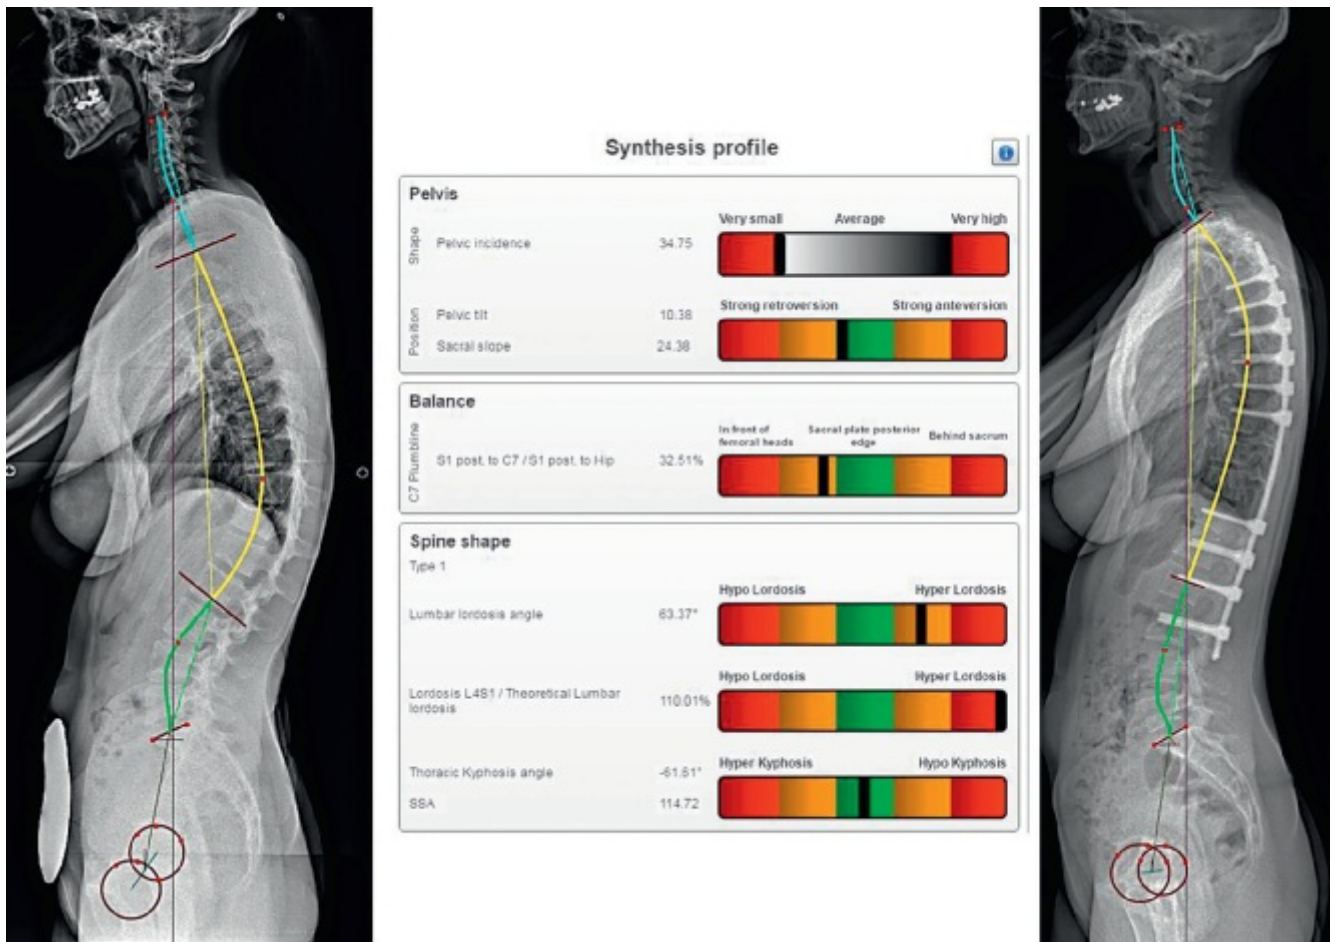 Synthesis profile
Pelvis
Shape
Pelvic incidence
34.75
Very small
Average
Very high
Position
Pelvic tilt
10.38
Sacral slope
24.38
Strong retroversion
Strong anteversion
Balance
C7 Plumbline
S1 post. to C7 / S1 post. to Hip
32.51%
In front of
femoral heads
Sacral plate posterior
edge
Behind sacrum
Spine shape
Type 1
Lumbar lordosis angle
63.37°
Hypo Lordosis
Hyper Lordosis
Lordosis L4S1 / Theoretical Lumbar
lordosis
110.01%
Hypo Lordosis
Hyper Lordosis
Thoracic Kyphosis angle
-61.61°
SSA
114.72
Hyper Kyphosis
Hypo Kyphosis